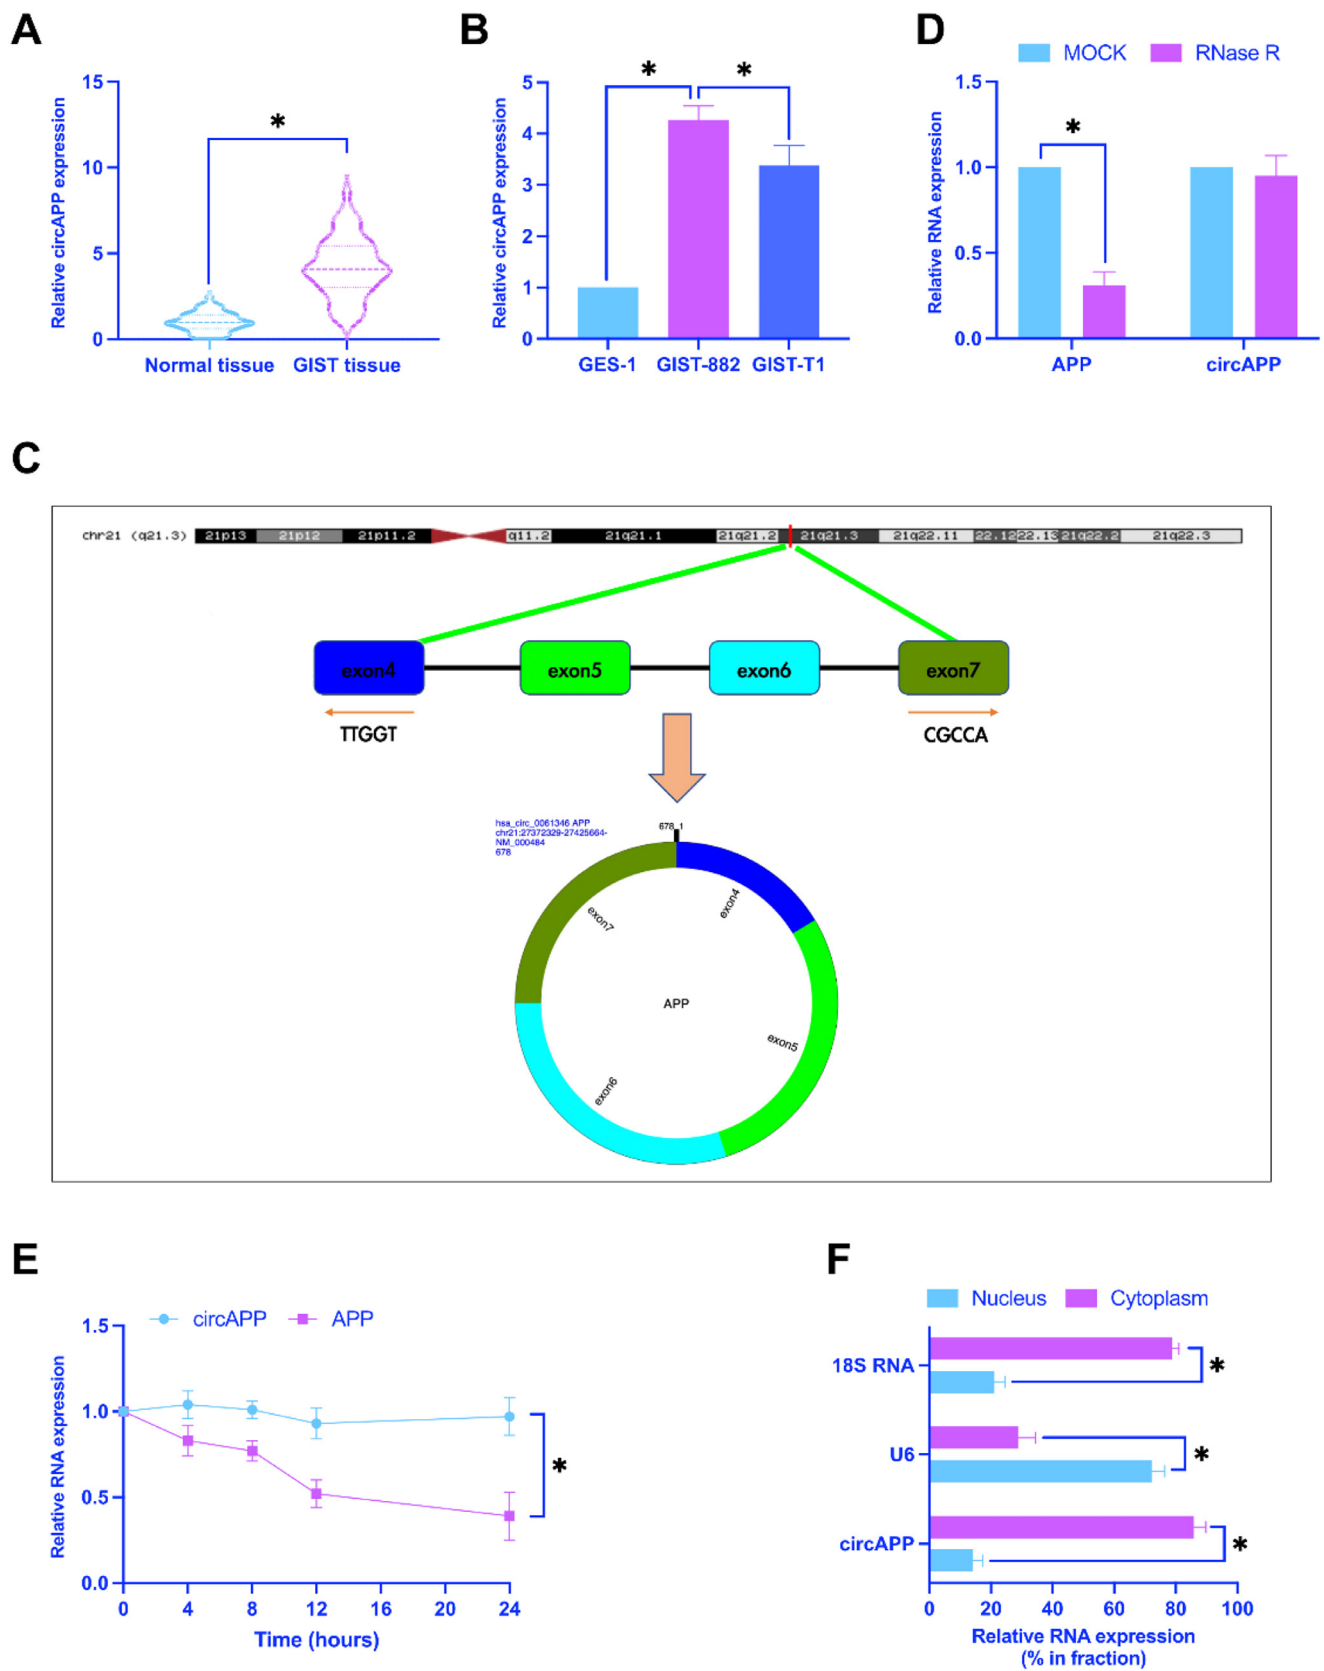 A
Relative circAPP expression
15
10
5
0
*
Normal tissue
GIST tissue
B
Relative circAPP expression
5
4
3
2
1
0
*
*
GES-1
GIST-882
GIST-T1
D
MOCK
RNase R
Relative RNA expression
1.5
1.0
0.5
0.0
*
APP
circAPP
C
chr21 (q21.3)
21p13
21p12
21p11.2
q11.2
21q21.1
21q21.2
21q21.3
21q22.11
22.12
22.13
21q22.2
21q22.3
exon4
exon5
exon6
exon7
TTGGT
CGCCA
hsa_circ_0061346 APP
chr21:27372329-27425664-
NM_000484
678
678 1
exon7
exon4
APP
exon5
exon6
E
circAPP
APP
Relative RNA expression
1.5
1.0
0.5
0.0
*
0
4
8
12
16
20
24
Time (hours)
F
Nucleus
Cytoplasm
18S RNA
*
U6
*
circAPP
*
0
20
40
60
80
100
Relative RNA expression
(% in fraction)